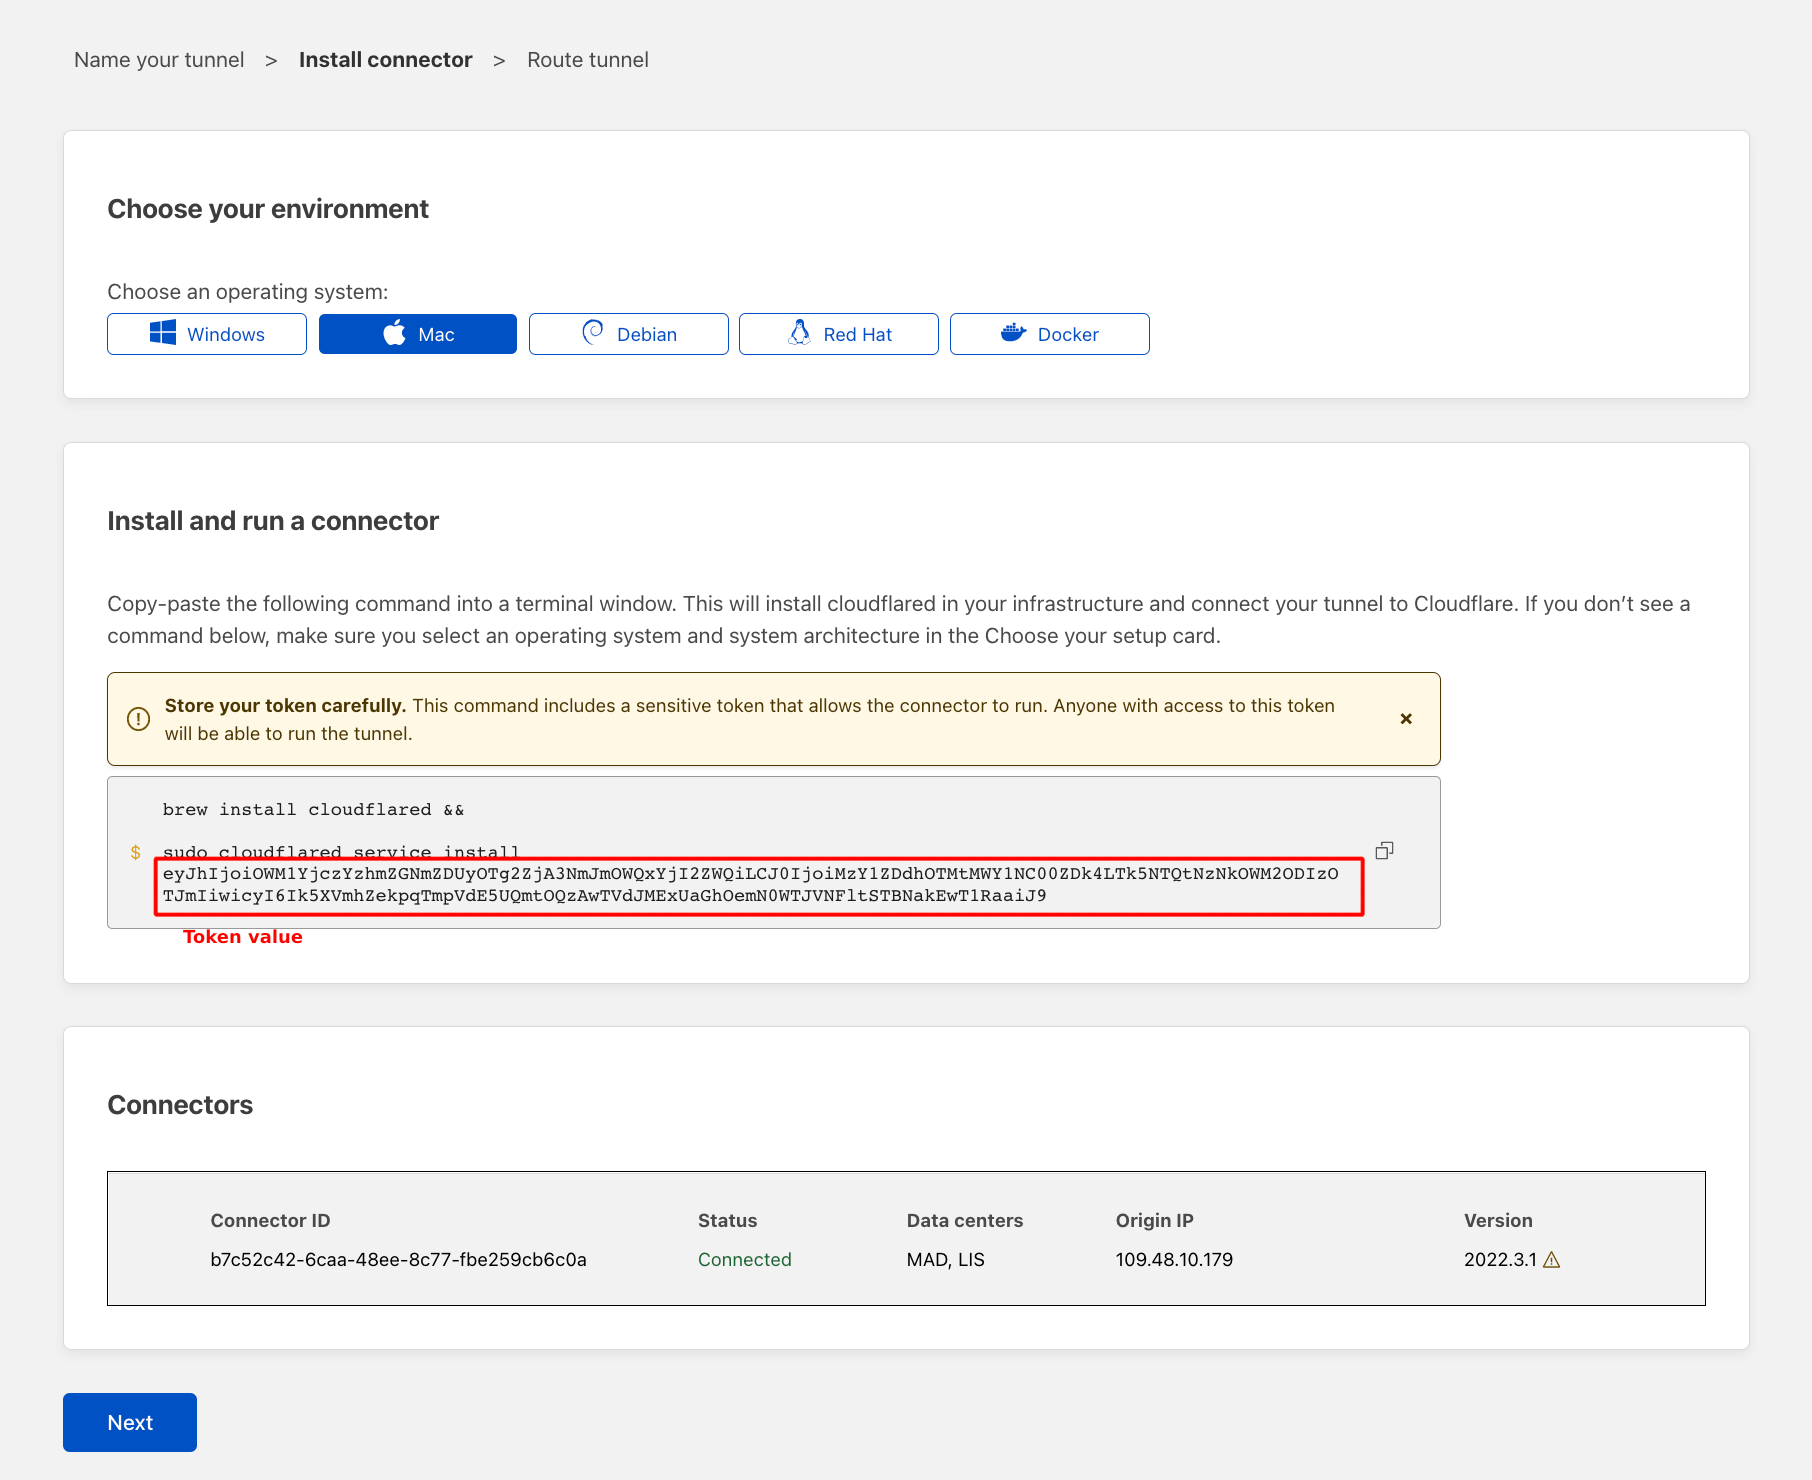 Name your tunnel > Install connector > Route tunnel
Choose your environment
Choose an operating system:
Windows Mac Debian Red Hat Docker
Install and run a connector
Copy-paste the following command into a terminal window. This will install cloudflared in your infrastructure and connect your tunnel to Cloudflare. If you don’t see a
command below, make sure you select an operating system and system architecture in the Choose your setup card.
Store your token carefully. This command includes a sensitive token that allows the connector to run. Anyone with access to this token
will be able to run the tunnel.
brew install cloudflared &&
$ sudo cloudflared service install
eyJhIjoiOWM1YjczYzhmZGNmZDUyOTg2ZjA3NmJmOWQxYjI2ZWQiLCJ0IjoiMzY1ZDdhOTMtMWY1NC00ZDk4LTk5NTQtNzNkOWM2ODIzO
TJmIiwicyI6Ik5XVmhZekpqTmpVdE5UQmtOQzAwTVdJMExUaGhOemN0WTJVNFltSTBNakEwT1RaaiJ9
Token value
Connectors
Connector ID Status Data centers Origin IP Version
b7c52c42-6caa-48ee-8c77-fbe259cb6c0a Connected MAD, LIS 109.48.10.179 2022.3.1
Next